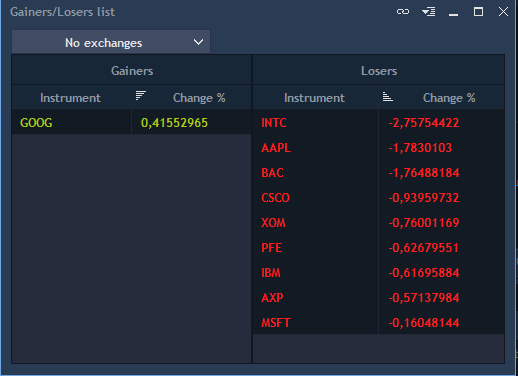 Gainers/Losers list
No exchanges
Gainers Losers
Instrument Change % Instrument Change %
GOOG 0,41552965 INTC -2,75754422
AAPL -1,7830103
BAC -1,76488184
CSCO -0,93959732
XOM -0,76001169
PFE -0,62679551
IBM -0,61695884
AXP -0,57137984
MSFT -0,16048144